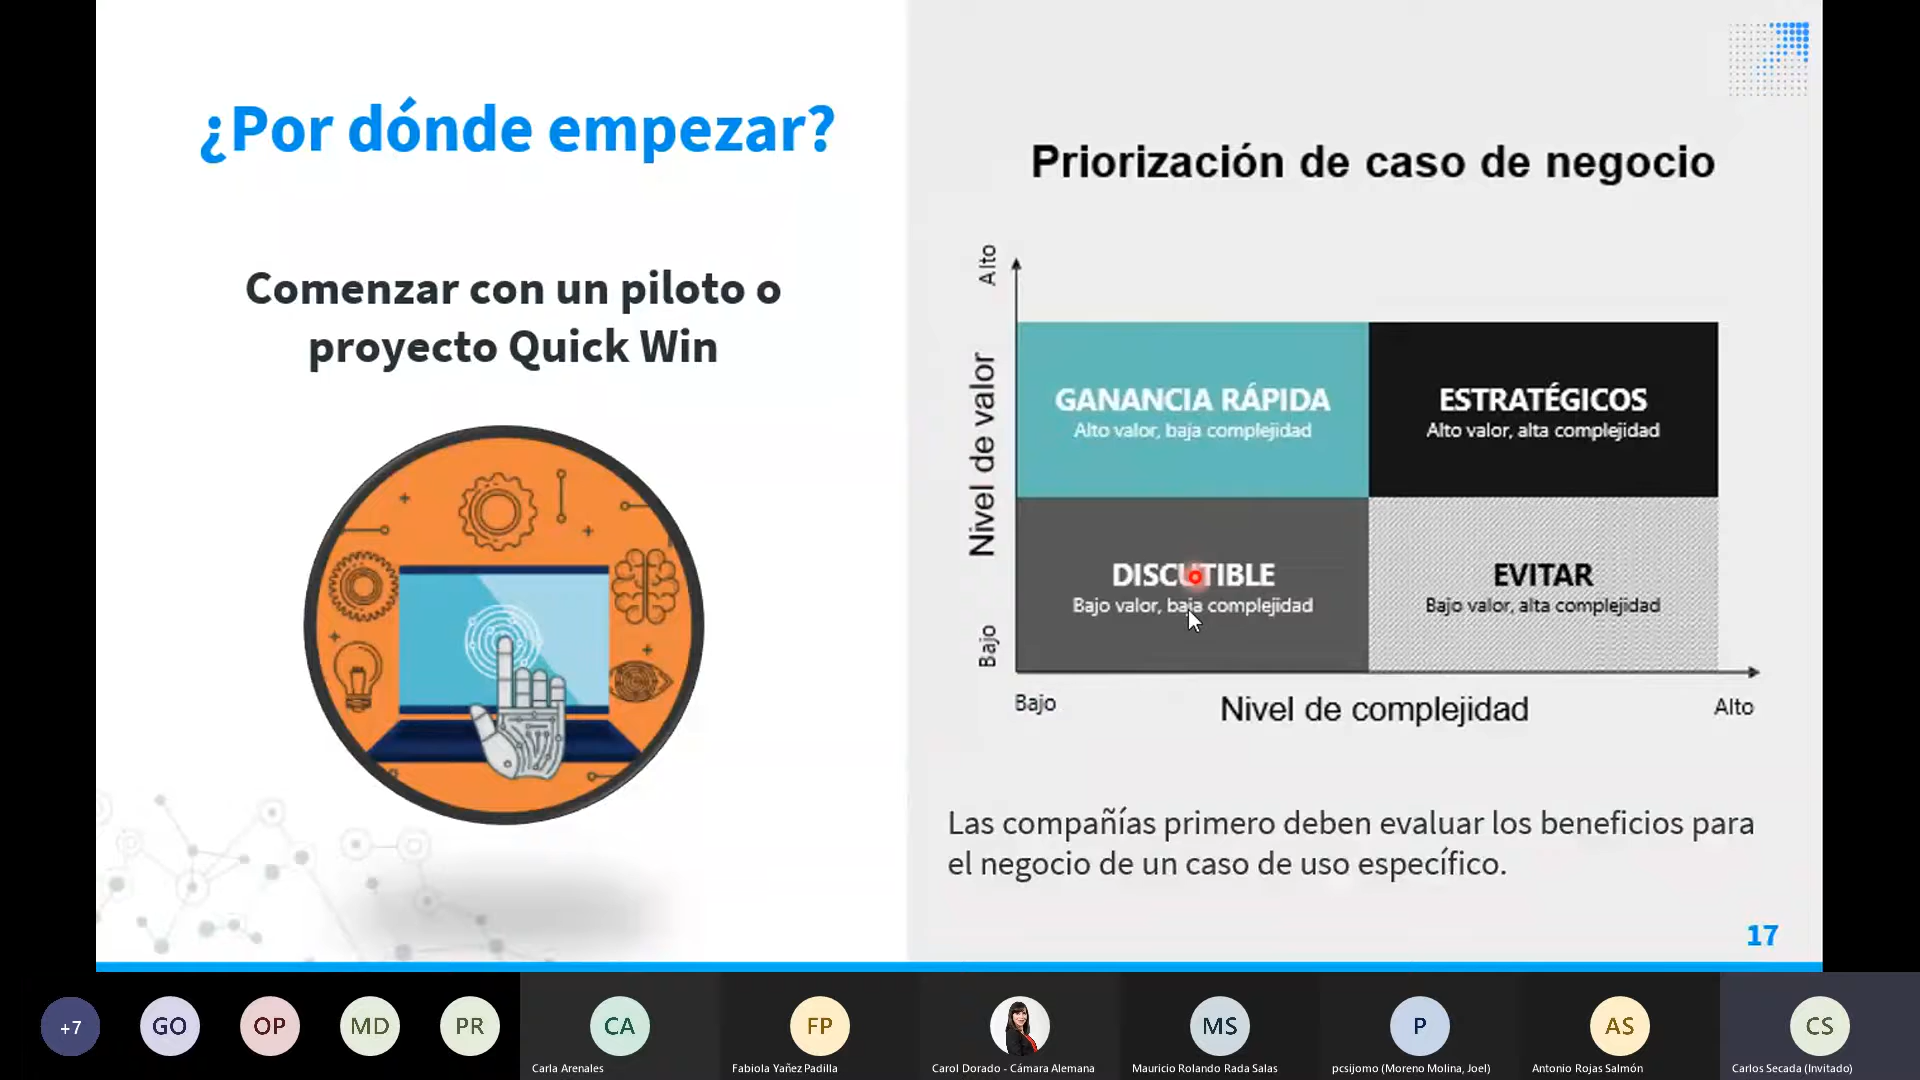 ¿Por dónde empezar?
Comenzar con un piloto o
proyecto Quick Win
Priorización de caso de negocio
Alto
Nivel de valor
Bajo
GANANCIA RÁPIDA
Alto valor, baja complejidad
ESTRATÉGICOS
Alto valor, alta complejidad
DISCUTIBLE
Bajo valor, baja complejidad
EVITAR
Bajo valor, alta complejidad
Bajo
Nivel de complejidad
Alto
Las compañías primero deben evaluar los beneficios para
el negocio de un caso de uso específico.
17
+7
GO
OP
MD
PR
CA
Carla Arenales
FP
Fabiola Yañez Padilla
Carol Dorado - Cámara Alemana
MS
Mauricio Rolando Rada Salas
P
pcsijomo (Moreno Molina, Joel)
AS
Antonio Rojas Salmón
CS
Carlos Secada (Invitado)